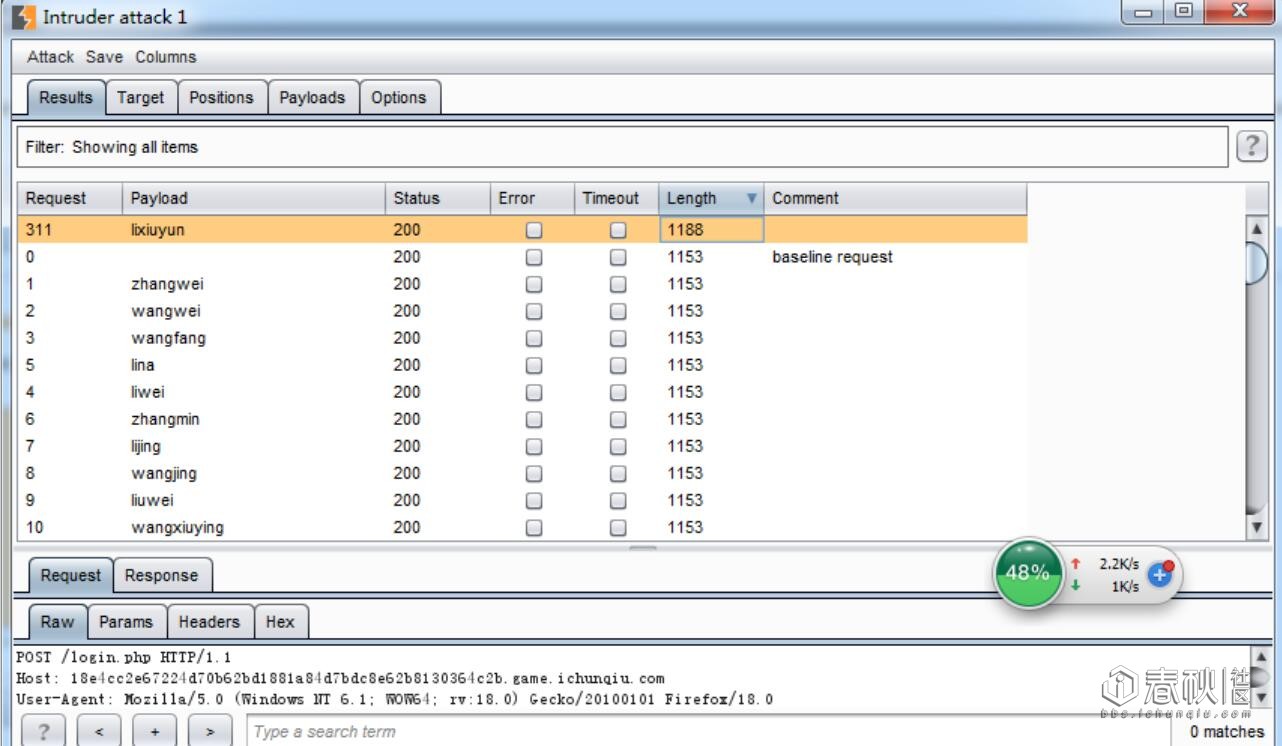 Intruder attack 1
Attack Save Columns
Results Target Positions Payloads Options
Filter: Showing all items
?
Request Payload Status Error Timeout Length Comment
311 lixiuyun 200 1188
0 200 1153 baseline request
1 zhangwei 200 1153
2 wangwei 200 1153
3 wangfang 200 1153
5 lina 200 1153
4 liwei 200 1153
6 zhangmin 200 1153
7 lijing 200 1153
8 wangjing 200 1153
9 liuwei 200 1153
10 wangxiuying 200 1153
48% 2.2K/s
1K/s
Request Response
Raw Params Headers Hex
POST /login.php HTTP/1.1
Host: 18e4cc2e67224d70b62bd1881a84d7bdc8e62b8130364c2b.game.ichunqiu.com
User-Agent: Mozilla/5.0 (Windows NT 6.1; WOW64; rv:18.0) Gecko/20100101 Firefox/18.0
春秋社区
bbs.ichunqiu.com
? < + > Type a search term 0 matches